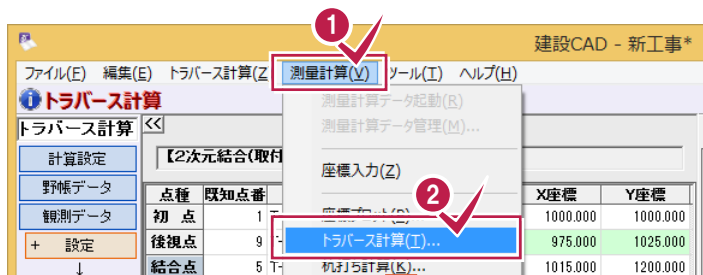 1
建設CAD - 新工事*
ファイル(F) 編集(E) トラバース計算(Z 測量計算(V) ツール(T) ヘルプ(H)
トラバース計算
測量計算データ起動(R)
トラバース計算 <<
測量計算データ管理(M)...
計算設定
【2次元結合(取付
座標入力(Z)
野帳データ
2
点種 既知点番 X座標 Y座標
観測データ
初 点 1 T- 1000.000 1000.000
+ 設定
後視点 9 T- トラバース計算(T)... 975.000 1025.000
↓
結合点 5 T- 杭打ち計算(K)... 1015.000 1200.000